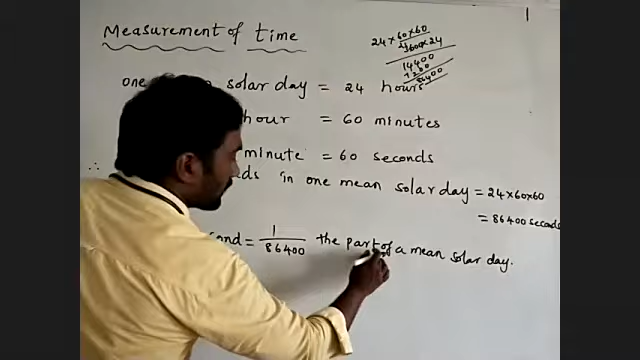 Measurement of time
24 × 60 × 60
3600 × 24
14400
86400
one solar day = 24 hours
hour = 60 minutes
minute = 60 seconds
∴ in one mean solar day = 24 × 60 × 60
= 86400 seconds
= 1/86400 the part of a mean solar day.